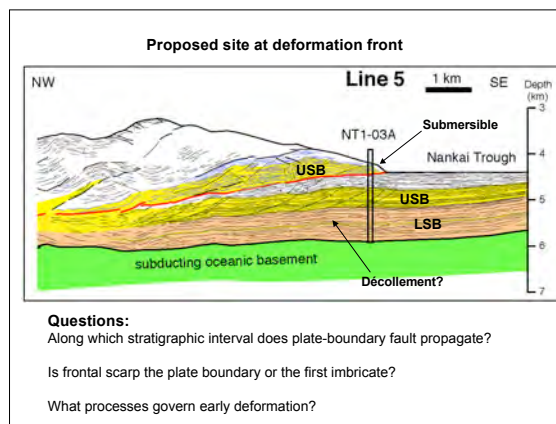 Proposed site at deformation front
NW
Line 5
1 km
SE
Depth
(km)
3
NT1-03A
Submersible
4
Nankai Trough
USB
USB
5
LSB
6
subducting oceanic basement
Décollement?
7
Questions:
Along which stratigraphic interval does plate-boundary fault propagate?
Is frontal scarp the plate boundary or the first imbricate?
What processes govern early deformation?